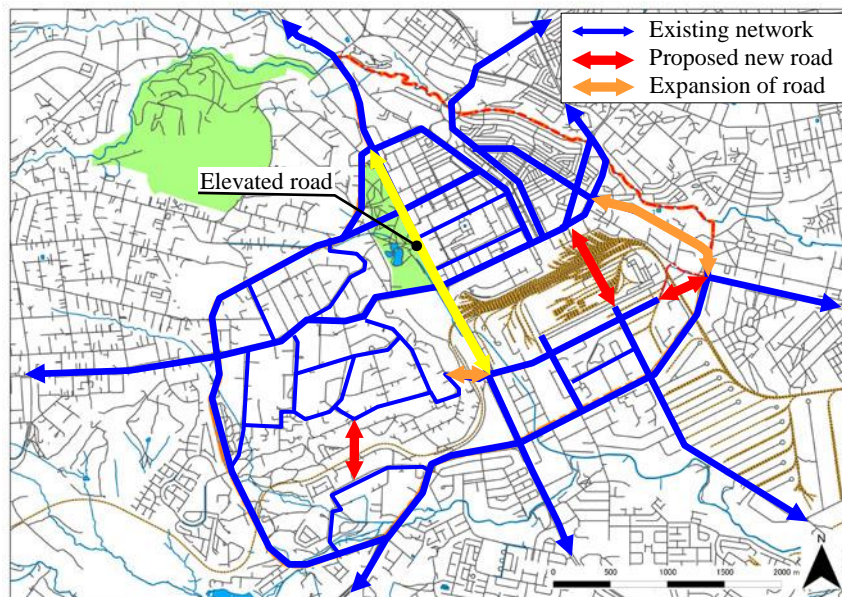 Existing network
Proposed new road
Expansion of road
Elevated road
N
0 500 1000 1500 2000 m